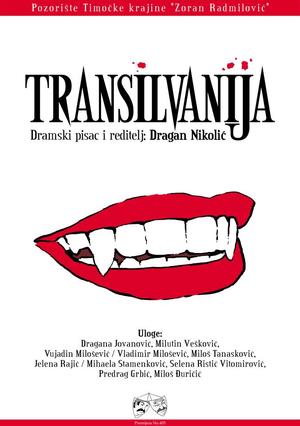 Pozorište Timočke krajine "Zoran Radmilović"
TRANSILVANIJA
Dramski pisac i reditelj: Dragan Nikolić
Uloge:
Dragana Jovanović, Milutin Vešković,
Vujadin Milošević / Vladimir Milošević, Miloš Tanasković,
Jelena Rajić / Mihaela Stamenković, Selena Ristić Vitomirović,
Predrag Grbić, Miloš Đuričić